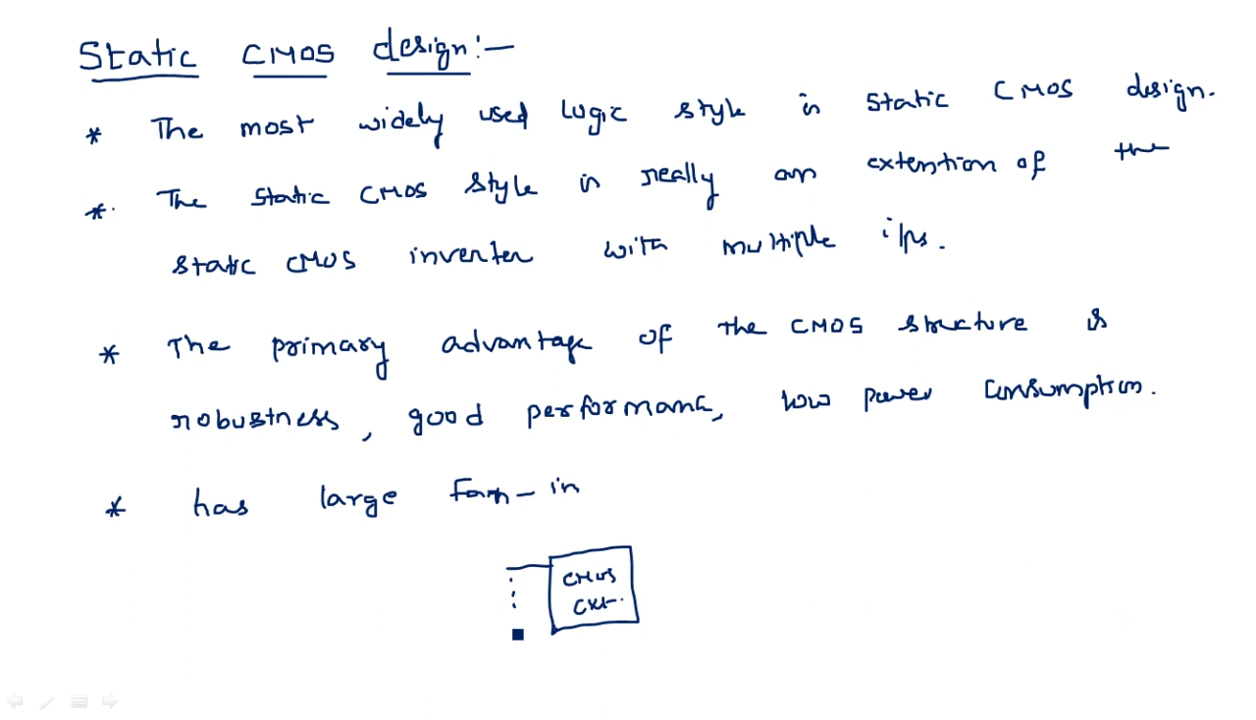 Static CMOS design:-
* The most widely used logic style is static CMOS design.
* The static CMOS style is really an extention of the
static CMOS inverter with multiple i/ps.
* The primary advantage of the CMOS structure is
robustness, good performanc, low power consumption.
* has large Fan-in
CMOS
CKt.